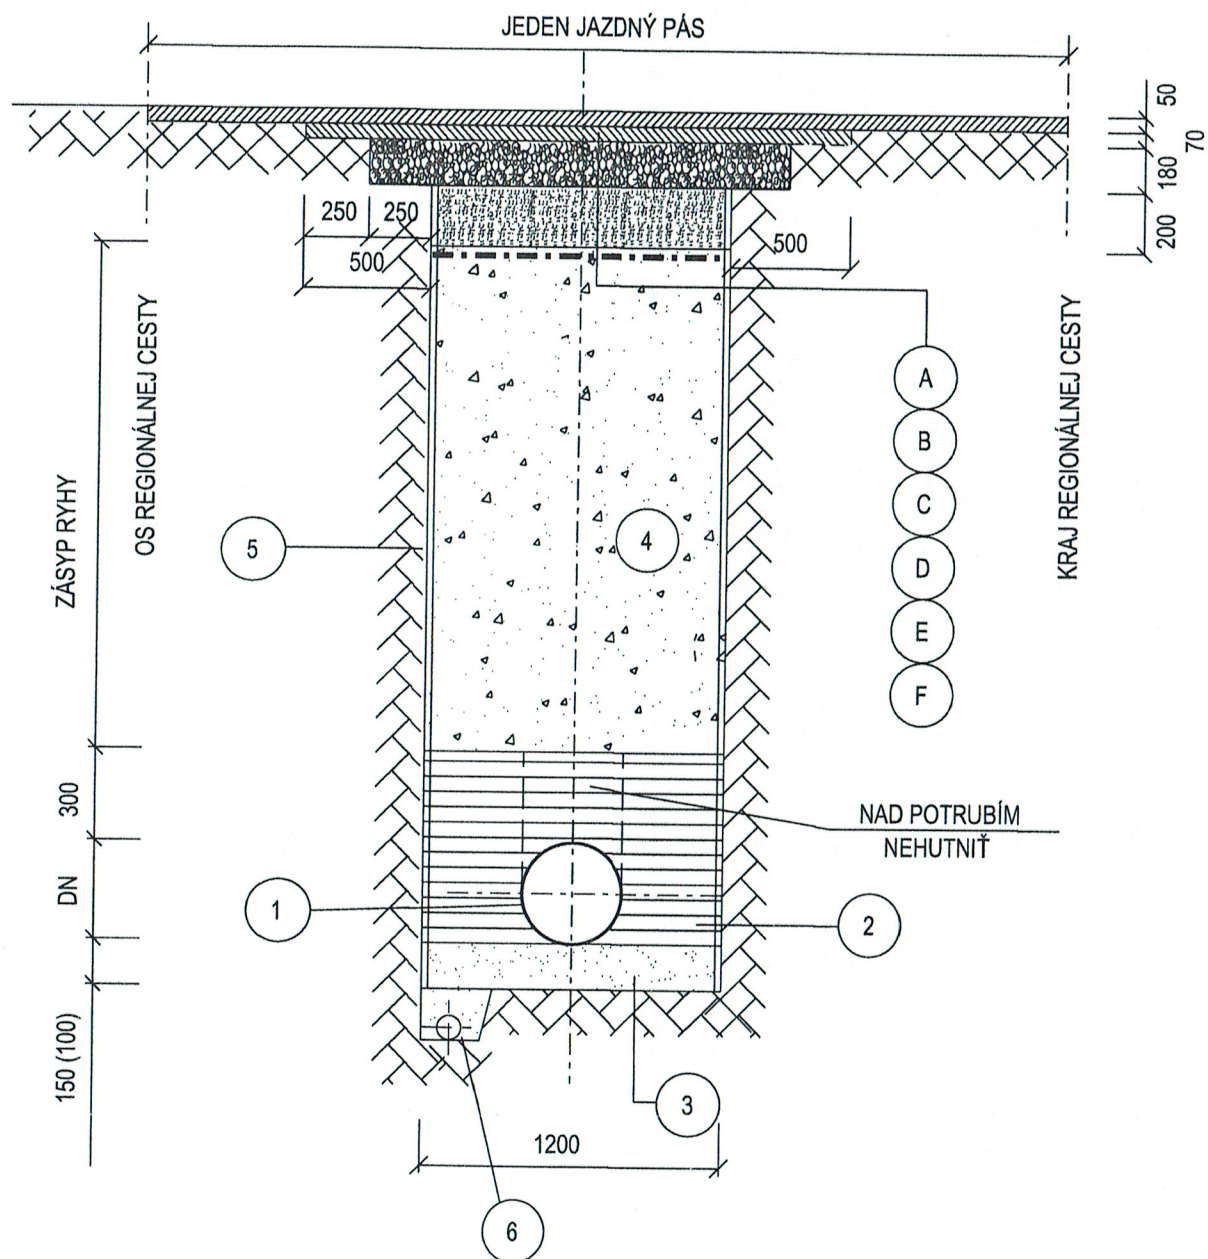 JEDEN JAZDNÝ PÁS
50
70
180
200
250
250
500
500
OS REGIONÁLNEJ CESTY
KRAJ REGIONÁLNEJ CESTY
ZÁSYP RYHY
A
B
C
D
E
F
5
4
300
NAD POTRUBÍM
NEHUTNIŤ
DN
1
2
150 (100)
3
1200
6